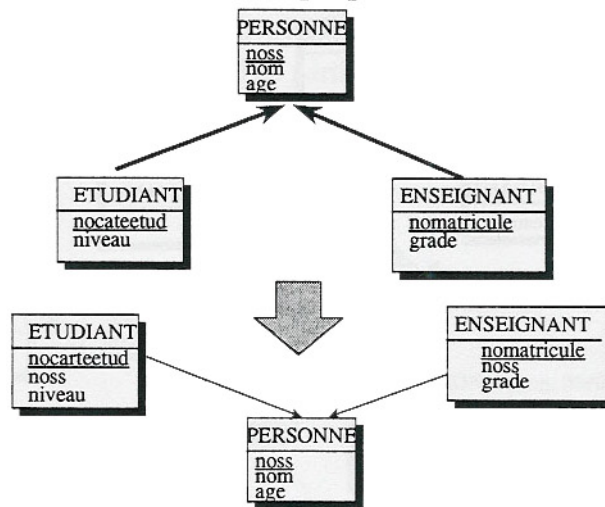 PERSONNE
noss
nom
age
ETUDIANT
nocateetud
niveau
ENSEIGNANT
nomatricule
grade
ETUDIANT
nocarteetud
noss
niveau
ENSEIGNANT
nomatricule
noss
grade
PERSONNE
noss
nom
age